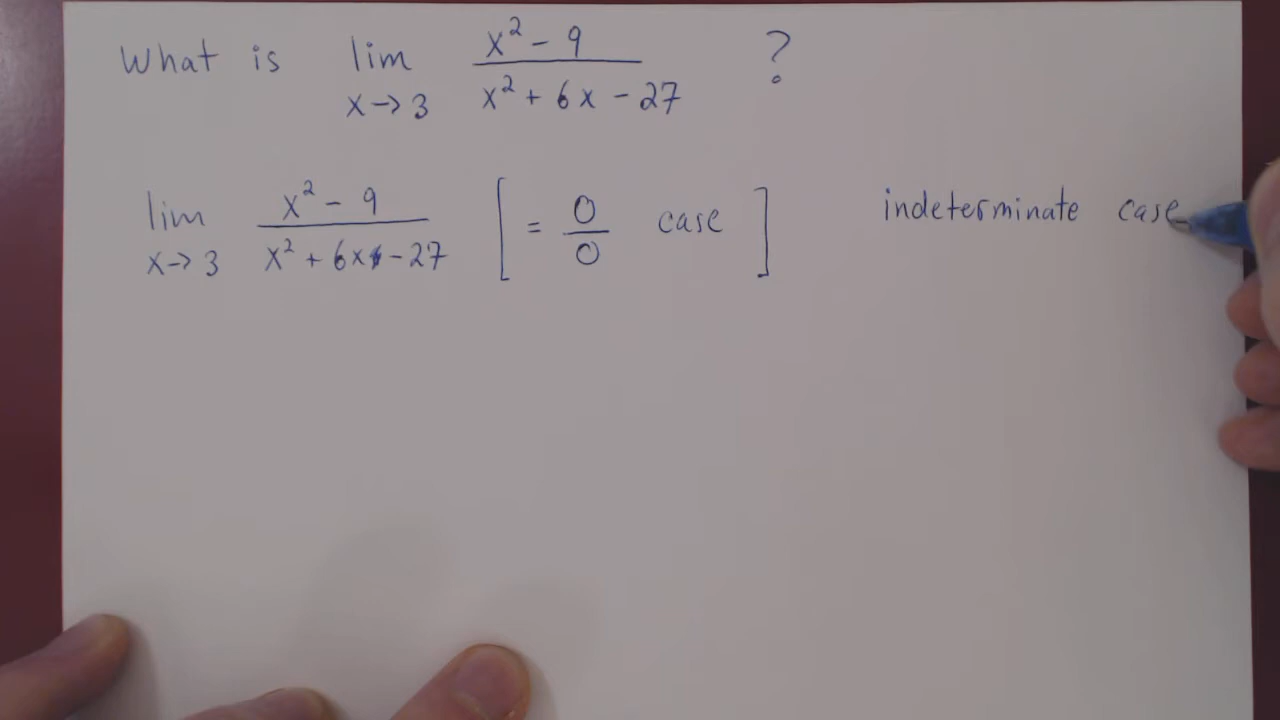 What is lim x→3 (x² - 9)/(x² + 6x - 27) ?
lim x→3 (x² - 9)/(x² + 6x - 27) [ = 0/0 case ] indeterminate case